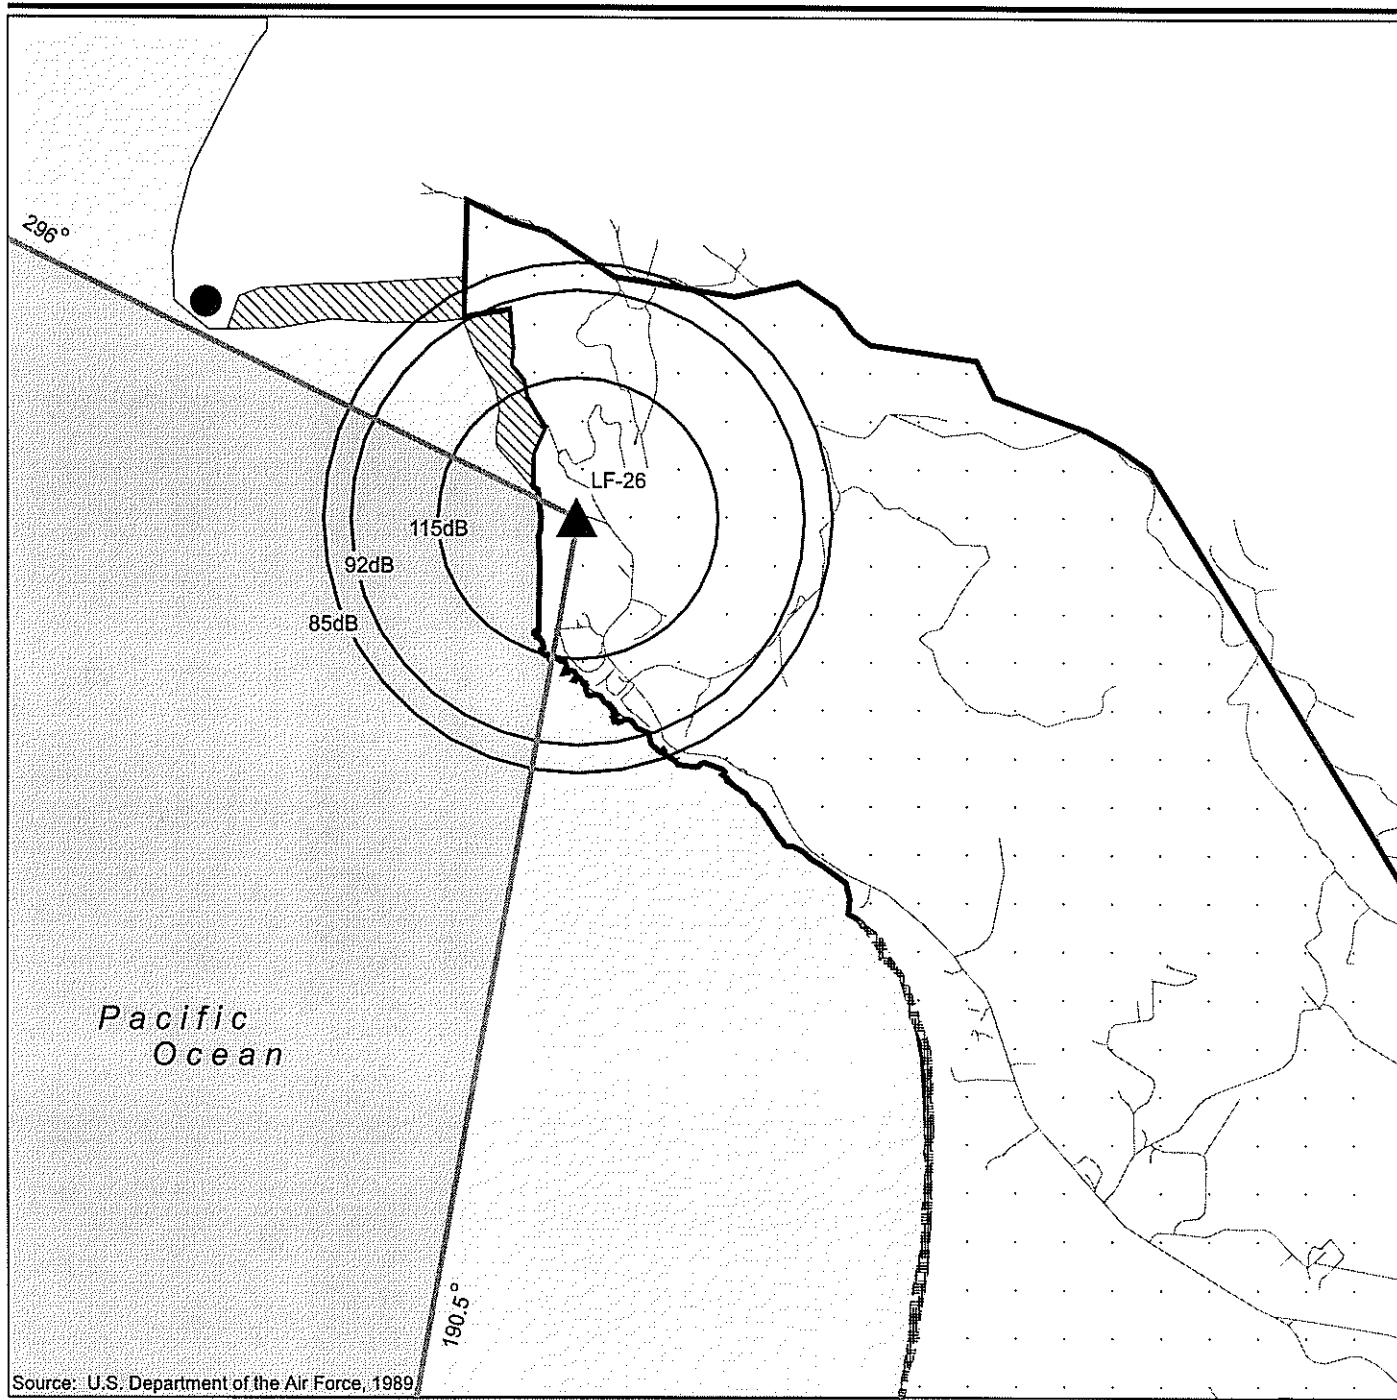 296°
LF-26
115dB
92dB
85dB
Pacific
Ocean
190.5°
Source: U.S. Department of the Air Force, 1989